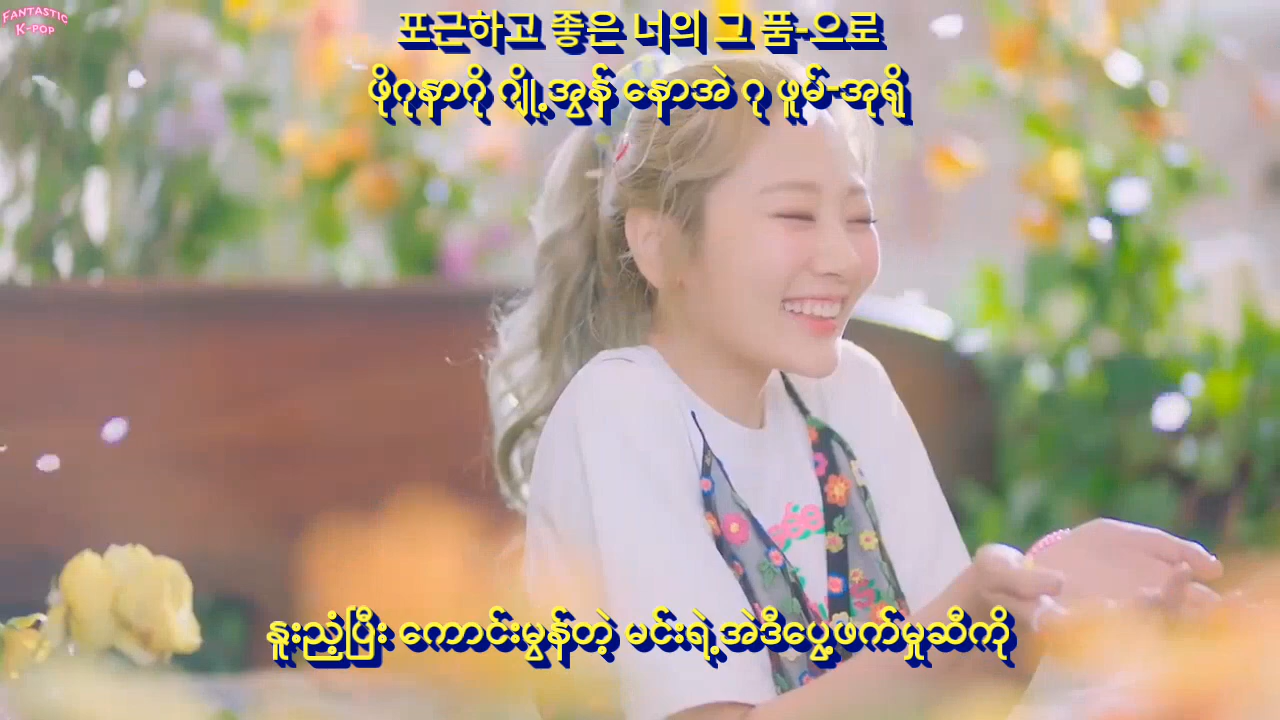 FANTASTIC
K-POP
포근하고 좋은 너의 그 품-으로
ဖိုဂုနာဂို ဂျို့အွန် နောအဲ ဂု ဖူမ်-အုရို
နူးညံ့ပြီး ကောင်းမွန်တဲ့ မင်းရဲ့အဲဒီပွေ့ဖက်မှုဆီကို